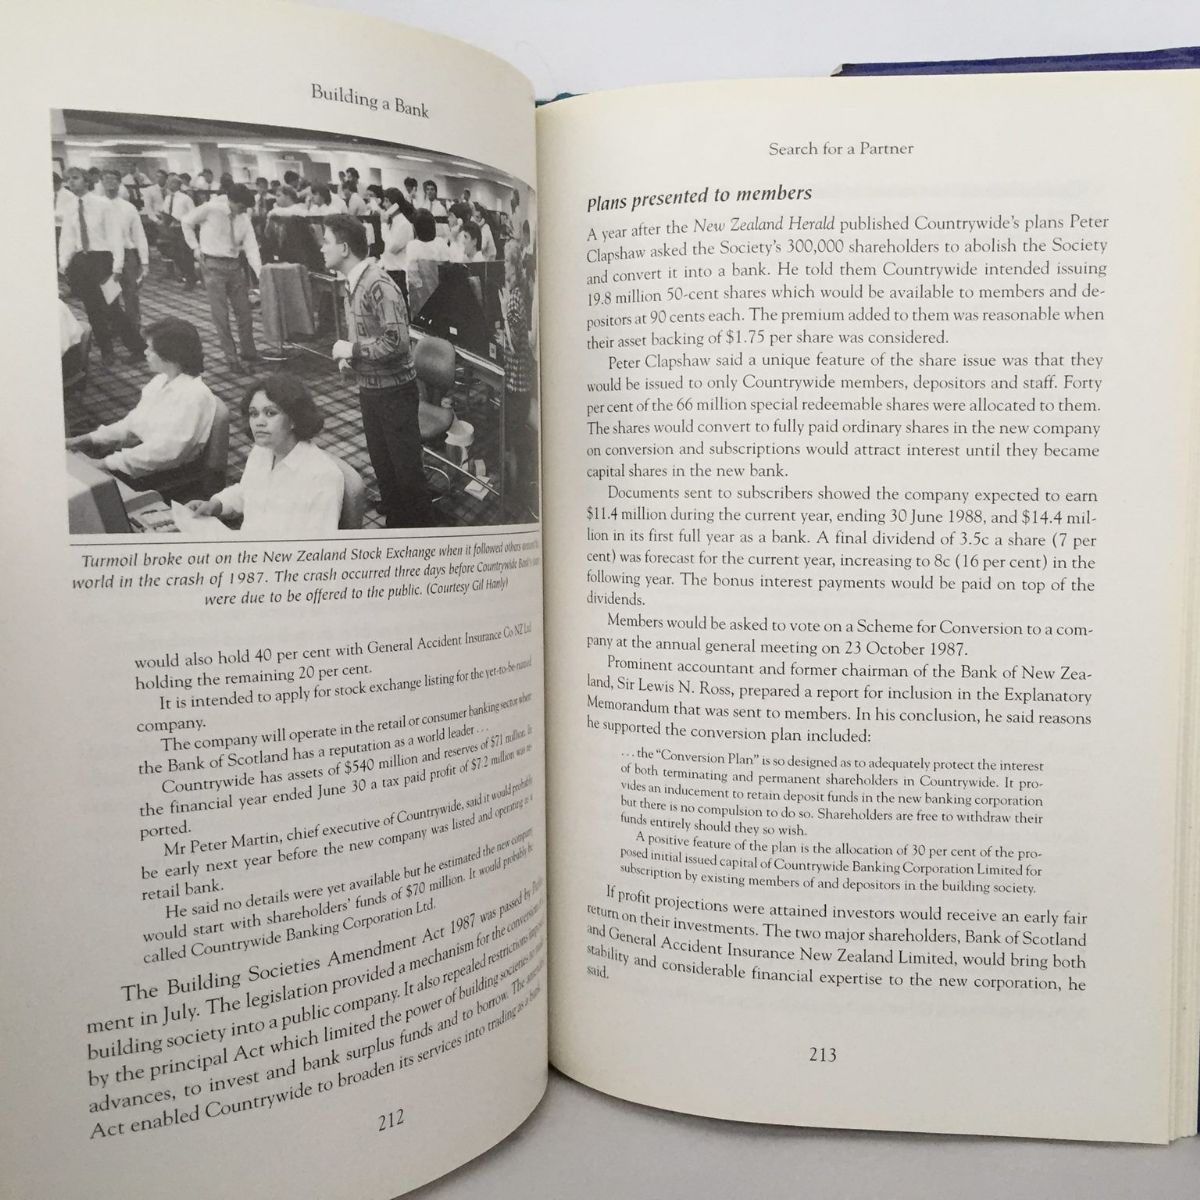 Building a Bank
Turmoil broke out on the New Zealand Stock Exchange when it followed others around the
world in the crash of 1987. The crash occurred three days before Countrywide Bank's
were due to be offered to the public. (Courtesy Gil Hanly)
would also hold 40 per cent with General Accident Insurance Co NZ Ltd
holding the remaining 20 per cent.
It is intended to apply for stock exchange listing for the yet-to-be-named
company.
The company will operate in the retail or consumer banking sector where
the Bank of Scotland has a reputation as a world leader . . .
Countrywide has assets of $540 million and reserves of $71 million. In
the financial year ended June 30 a tax paid profit of $7.2 million was re-
ported.
Mr Peter Martin, chief executive of Countrywide, said it would probably
be early next year before the new company was listed and operating as a
retail bank.
He said no details were yet available but he estimated the new company
would start with shareholders' funds of $70 million. It would probably be
called Countrywide Banking Corporation Ltd.
The Building Societies Amendment Act 1987 was passed by Parlia-
ment in July. The legislation provided a mechanism for the conversion of a
building society into a public company. It also repealed restrictions
by the principal Act which limited the power of building societies to make
advances, to invest and bank surplus funds and to borrow. The
Act enabled Countrywide to broaden its services into trading as a bank
212
Search for a Partner
Plans presented to members
A year after the New Zealand Herald published Countrywide's plans Peter
Clapshaw asked the Society's 300,000 shareholders to abolish the Society
and convert it into a bank. He told them Countrywide intended issuing
19.8 million 50-cent shares which would be available to members and de-
positors at 90 cents each. The premium added to them was reasonable when
their asset backing of $1.75 per share was considered.
Peter Clapshaw said a unique feature of the share issue was that they
would be issued to only Countrywide members, depositors and staff. Forty
per cent of the 66 million special redeemable shares were allocated to them.
The shares would convert to fully paid ordinary shares in the new company
on conversion and subscriptions would attract interest until they became
capital shares in the new bank.
Documents sent to subscribers showed the company expected to earn
$11.4 million during the current year, ending 30 June 1988, and $14.4 mil-
lion in its first full year as a bank. A final dividend of 3.5c a share (7 per
cent) was forecast for the current year, increasing to 8c (16 per cent) in the
following year. The bonus interest payments would be paid on top of the
dividends.
Members would be asked to vote on a Scheme for Conversion to a com-
pany at the annual general meeting on 23 October 1987.
Prominent accountant and former chairman of the Bank of New Zea-
land, Sir Lewis N. Ross, prepared a report for inclusion in the Explanatory
Memorandum that was sent to members. In his conclusion, he said reasons
he supported the conversion plan included:
. . . the "Conversion Plan" is so designed as to adequately protect the interest
of both terminating and permanent shareholders in Countrywide. It pro-
vides an inducement to retain deposit funds in the new banking corporation
but there is no compulsion to do so. Shareholders are free to withdraw their
funds entirely should they so wish.
A positive feature of the plan is the allocation of 30 per cent of the pro-
posed initial issued capital of Countrywide Banking Corporation Limited for
subscription by existing members of and depositors in the building society.
If profit projections were attained investors would receive an early fair
return on their investments. The two major shareholders, Bank of Scotland
and General Accident Insurance New Zealand Limited, would bring both
stability and considerable financial expertise to the new corporation, he
said.
213